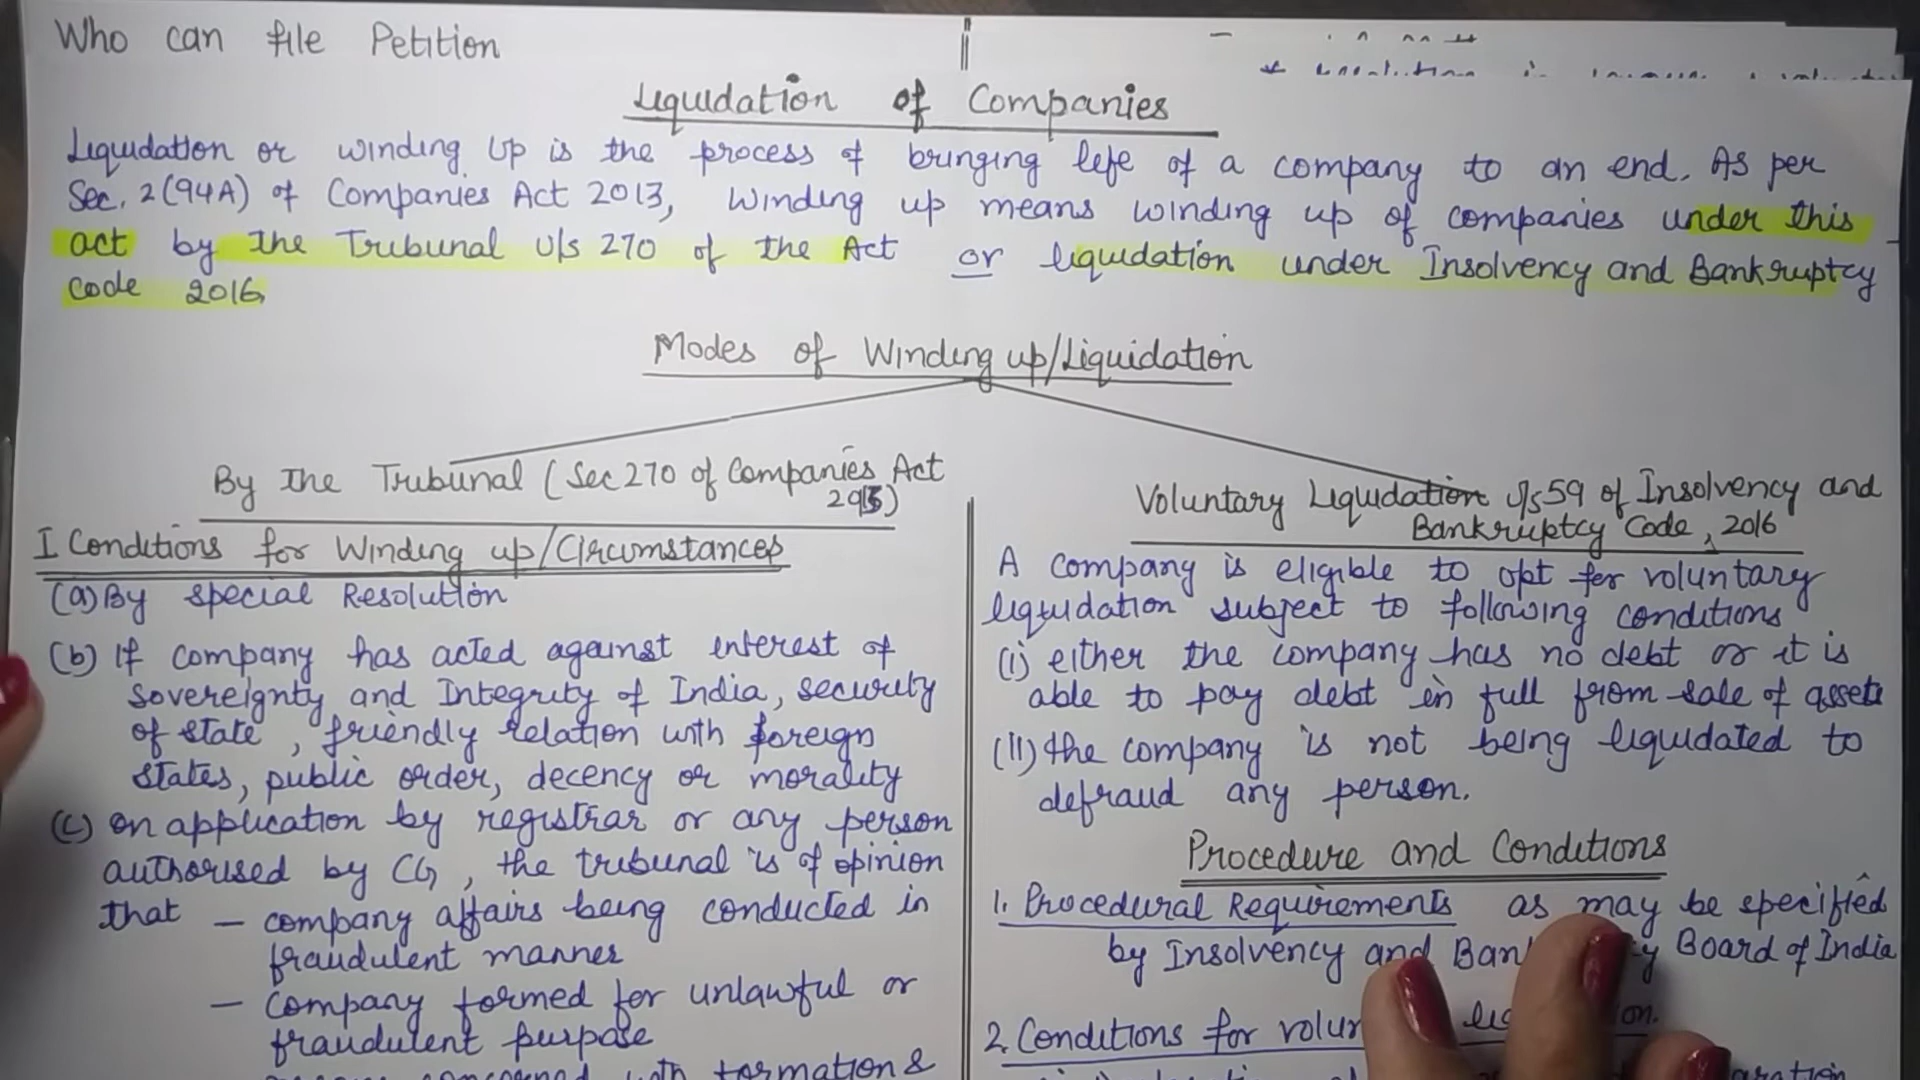 Who can file Petition
Liquidation of Companies
Liquidation or winding up is the process of bringing life of a company to an end. As per
Sec. 2(94A) of Companies Act 2013, winding up means winding up of companies under this
act by the Tribunal U/s 270 of the Act or liquidation under Insolvency and Bankruptcy
Code 2016.
Modes of Winding up/Liquidation
By the Tribunal (Sec 270 of Companies Act
2013)
I Conditions for Winding up/Circumstances
(a) By special Resolution
(b) If company has acted against interest of
sovereignty and Integrity of India, security
of state, friendly relation with foreign
states, public order, decency or morality
(c) on application by registrar or any person
authorised by CG, the tribunal is of opinion
that – company affairs being conducted in
fraudulent manner
– company formed for unlawful or
fraudulent purpose
concerned with formation &
Voluntary Liquidation U/s 59 of Insolvency and
Bankruptcy Code, 2016
A company is eligible to opt for voluntary
liquidation subject to following conditions
(i) either the company has no debt or it is
able to pay debt in full from sale of assets
(ii) the company is not being liquidated to
defraud any person.
Procedure and Conditions
1. Procedural Requirements as may be specified
by Insolvency and Board of India
2. Conditions for